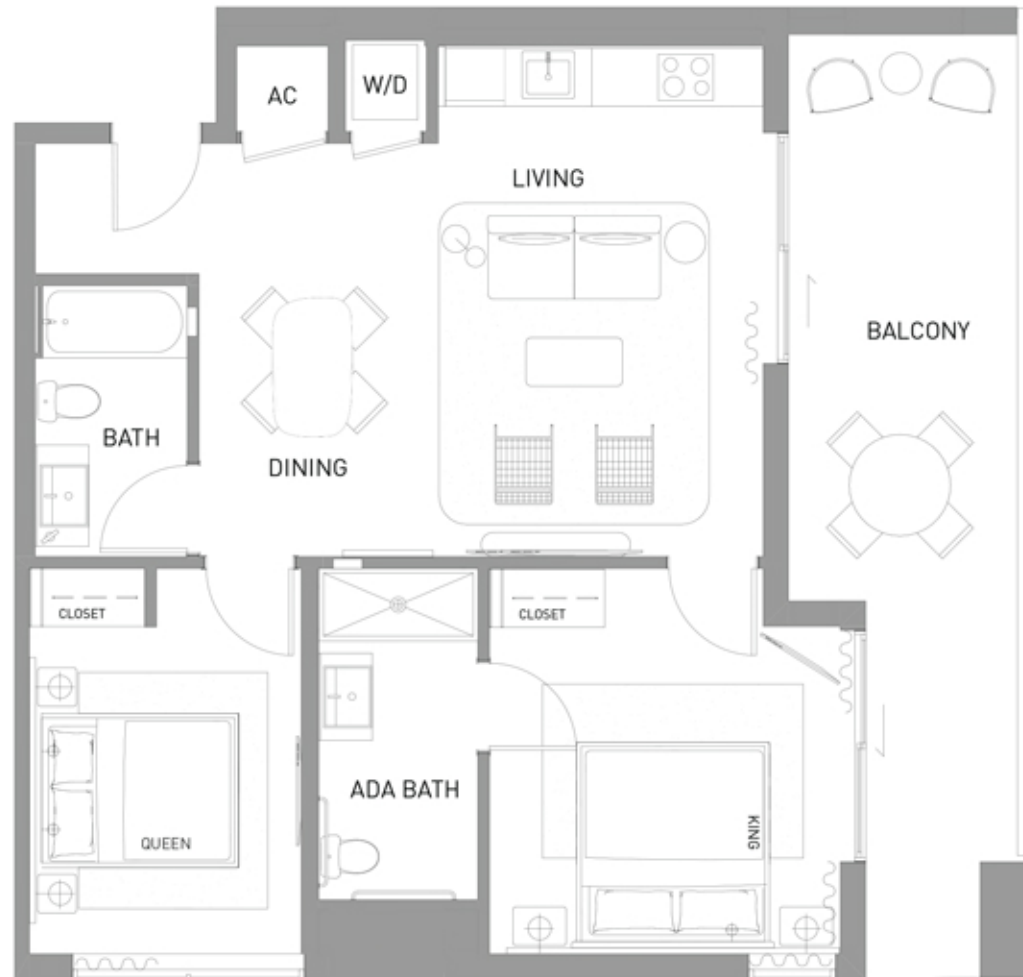 AC
W/D
LIVING
BALCONY
BATH
DINING
CLOSET
CLOSET
ADA BATH
QUEEN
KING